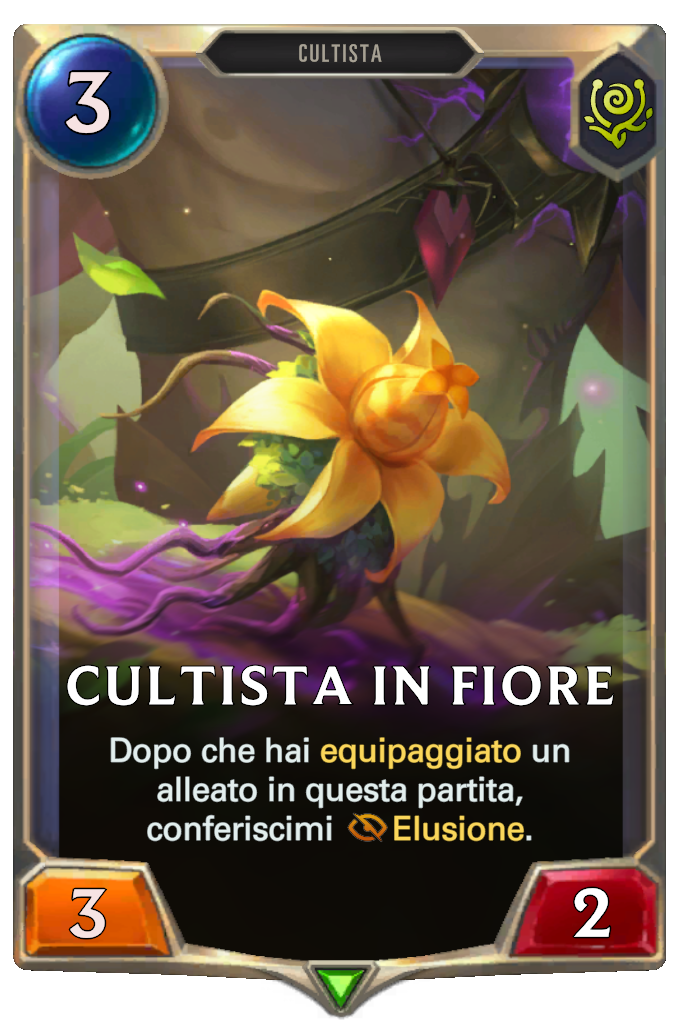 3
CULTISTA
CULTISTA IN FIORE
Dopo che hai equipaggiato un
alleato in questa partita,
conferiscimi Elusione.
3
2